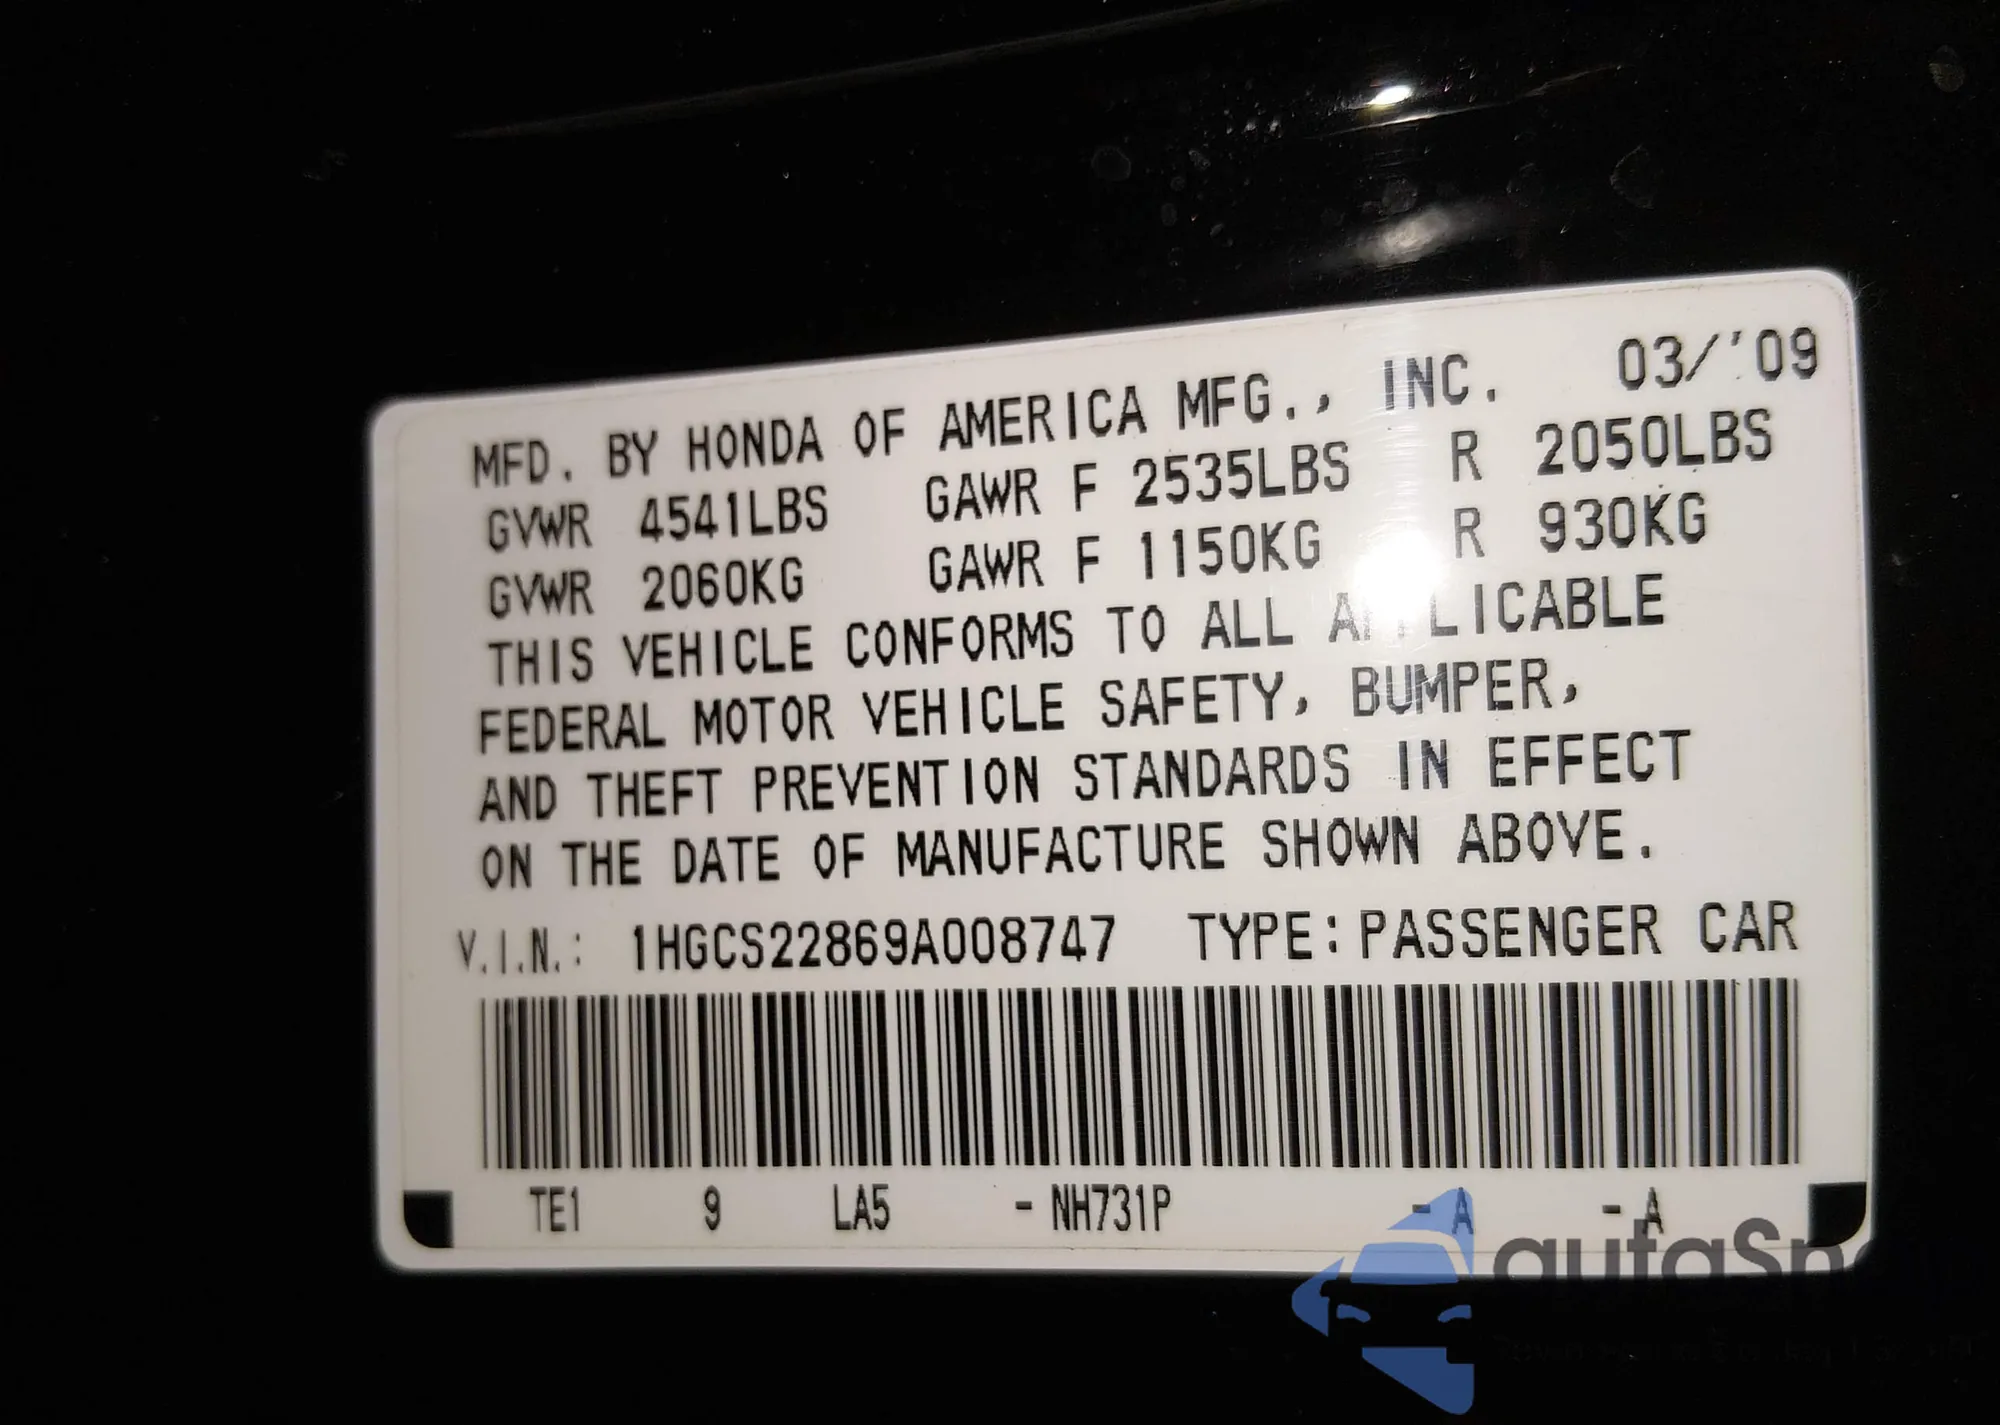 MFD. BY HONDA OF AMERICA MFG., INC. 03/'09
GVWR 4541LBS GAWR F 2535LBS R 2050LBS
GVWR 2060KG GAWR F 1150KG R 930KG
THIS VEHICLE CONFORMS TO ALL APPLICABLE
FEDERAL MOTOR VEHICLE SAFETY, BUMPER,
AND THEFT PREVENTION STANDARDS IN EFFECT
ON THE DATE OF MANUFACTURE SHOWN ABOVE.
V.I.N.: 1HGCS22869A008747 TYPE:PASSENGER CAR
TE1 9 LA5 - NH731P - A - A